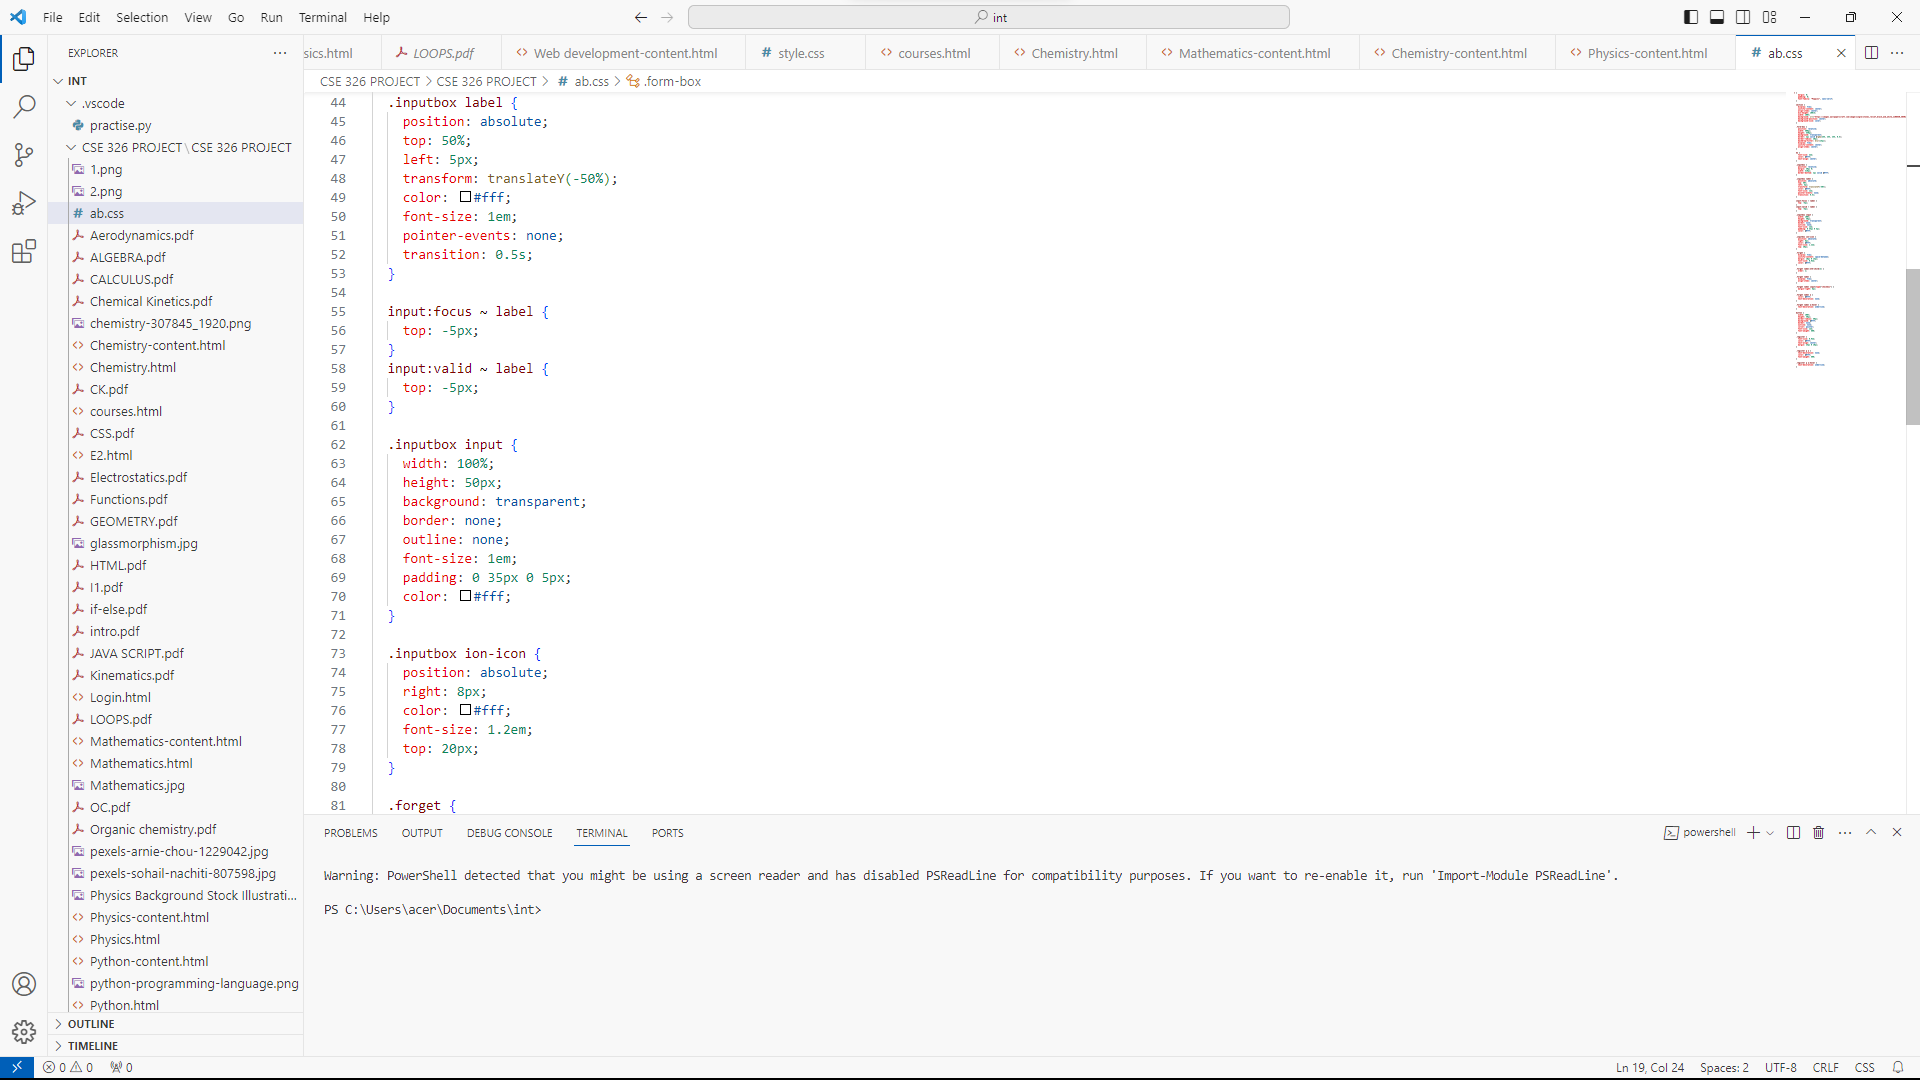 File Edit Selection View Go Run Terminal Help
int
EXPLORER
sics.html
LOOPS.pdf
Web development-content.html
style.css
courses.html
Chemistry.html
Mathematics-content.html
Chemistry-content.html
Physics-content.html
ab.css
INT
.vscode
practise.py
CSE 326 PROJECT \ CSE 326 PROJECT
1.png
2.png
ab.css
Aerodynamics.pdf
ALGEBRA.pdf
CALCULUS.pdf
Chemical Kinetics.pdf
chemistry-307845_1920.png
Chemistry-content.html
Chemistry.html
CK.pdf
courses.html
CSS.pdf
E2.html
Electrostatics.pdf
Functions.pdf
GEOMETRY.pdf
glassmorphism.jpg
HTML.pdf
I1.pdf
if-else.pdf
intro.pdf
JAVA SCRIPT.pdf
Kinematics.pdf
Login.html
LOOPS.pdf
Mathematics-content.html
Mathematics.html
Mathematics.jpg
OC.pdf
Organic chemistry.pdf
pexels-arnie-chou-1229042.jpg
pexels-sohail-nachiti-807598.jpg
Physics Background Stock Illustrati...
Physics-content.html
Physics.html
Python-content.html
python-programming-language.png
Python.html
OUTLINE
TIMELINE
CSE 326 PROJECT > CSE 326 PROJECT > # ab.css > .form-box
44 .inputbox label {
45 position: absolute;
46 top: 50%;
47 left: 5px;
48 transform: translateY(-50%);
49 color: #fff;
50 font-size: 1em;
51 pointer-events: none;
52 transition: 0.5s;
53 }
54
55 input:focus ~ label {
56 top: -5px;
57 }
58 input:valid ~ label {
59 top: -5px;
60 }
61
62 .inputbox input {
63 width: 100%;
64 height: 50px;
65 background: transparent;
66 border: none;
67 outline: none;
68 font-size: 1em;
69 padding: 0 35px 0 5px;
70 color: #fff;
71 }
72
73 .inputbox ion-icon {
74 position: absolute;
75 right: 8px;
76 color: #fff;
77 font-size: 1.2em;
78 top: 20px;
79 }
80
81 .forget {
PROBLEMS OUTPUT DEBUG CONSOLE TERMINAL PORTS
powershell
Warning: PowerShell detected that you might be using a screen reader and has disabled PSReadLine for compatibility purposes. If you want to re-enable it, run 'Import-Module PSReadLine'.
PS C:\Users\acer\Documents\int>
0 0 0
Ln 19, Col 24 Spaces: 2 UTF-8 CRLF CSS